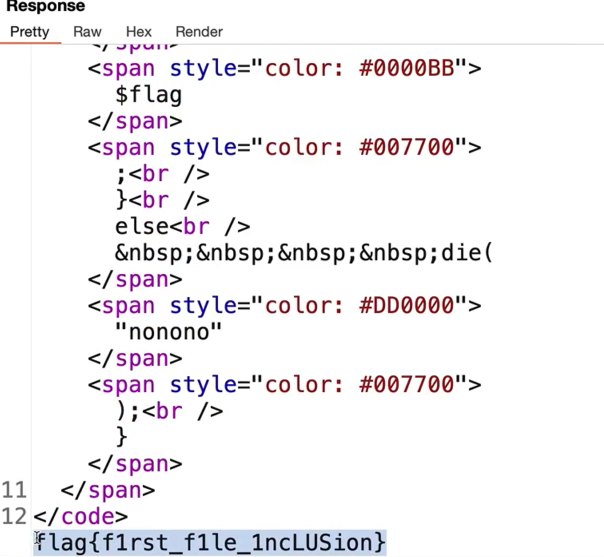 Response
Pretty Raw Hex Render
</span>
<span style="color: #0000BB">
$flag
</span>
<span style="color: #007700">
;<br />
}<br />
else<br />
&nbsp;&nbsp;&nbsp;&nbsp;die(
</span>
<span style="color: #DD0000">
"nonono"
</span>
<span style="color: #007700">
);<br />
}
</span>
11 </span>
12 </code>
flag{f1rst_f1le_1ncLUSion}